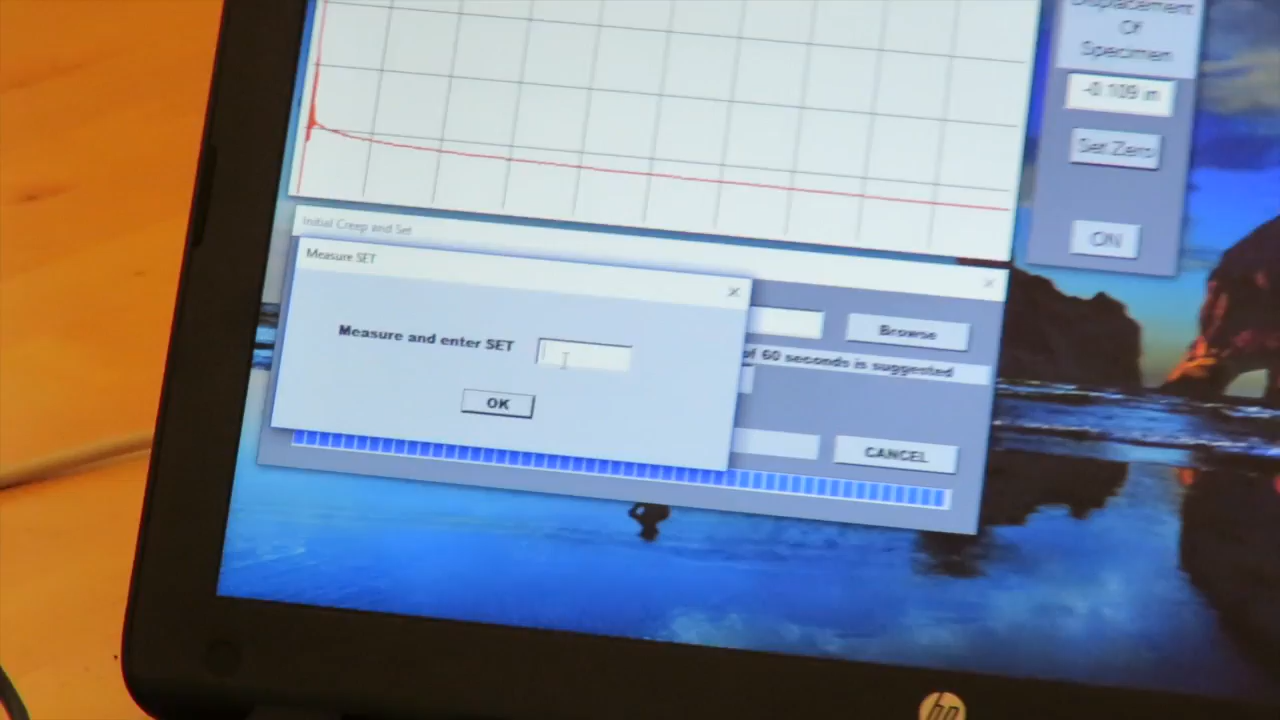 Displacement
Of
Specimen
-0.109 in
Set Zero
ON
Initial Creep and Set
Measure SET
Measure and enter SET
OK
Browse
of 60 seconds is suggested
CANCEL
hp